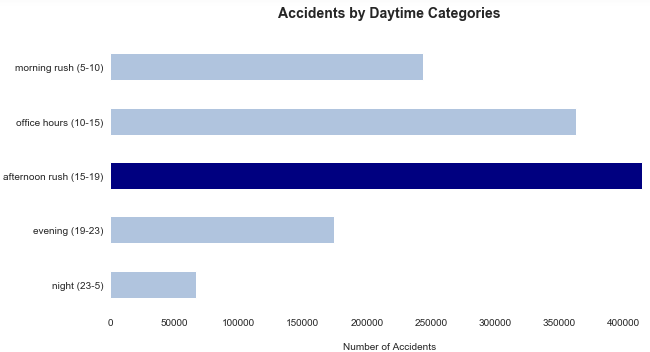 Accidents by Daytime Categories
morning rush (5-10)
office hours (10-15)
afternoon rush (15-19)
evening (19-23)
night (23-5)
0 50000 100000 150000 200000 250000 300000 350000 400000
Number of Accidents